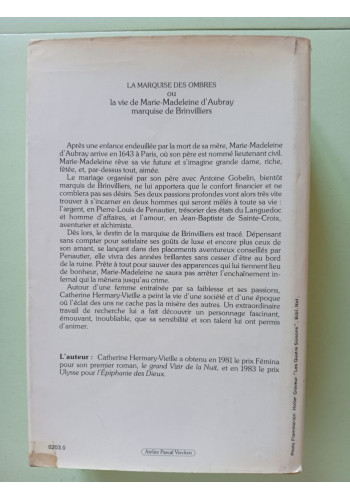 LA MARQUISE DES OMBRES
ou
la vie de Marie-Madeleine d'Aubray
marquise de Brinvilliers
Après une enfance endeuillée par la mort de sa mère, Marie-Madeleine
d'Aubray arrive en 1643 à Paris, où son père est nommé lieutenant civil.
Marie-Madeleine rêve sa vie future et s'imagine grande dame, riche,
fêtée, et, par-dessus tout, aimée.
Le mariage organisé par son père avec Antoine Gobelin, bientôt
marquis de Brinvilliers, ne lui apportera que le confort financier et ne
comblera pas ses désirs. Ses deux passions profondes vont alors très vite
trouver à s'incarner en deux hommes qui seront mêlés à toute sa vie :
l'argent, en Pierre-Louis de Penautier, trésorier des états du Languedoc
et homme d'affaires, et l'amour, en Jean-Baptiste de Sainte-Croix,
aventurier et alchimiste.
Dès lors, le destin de la marquise de Brinvilliers est tracé. Dépensant
sans compter pour satisfaire ses goûts de luxe et encore plus ceux de
son amant, se lançant dans des placements aventureux conseillés par
Penautier, elle vivra des années brillantes sans cesser d'être au bord
de la ruine. Prête à tout pour sauver des apparences qui lui tiennent lieu
de bonheur, Marie-Madeleine ne saura pas arrêter l'enchaînement in-
fernal qui la mènera jusqu'au crime.
Autour d'une femme entraînée par sa faiblesse et ses passions,
Catherine Hermary-Vieille a peint la vie d'une société et d'une époque
où l'éclat des uns ne cache pas la misère des autres. Un extraordinaire
travail de recherche lui a fait découvrir un personnage fascinant,
émouvant, inoubliable, que sa sensibilité et son talent lui ont permis
d'animer.
L'auteur : Catherine Hermary-Vieille a obtenu en 1981 le prix Fémina
pour son premier roman, le grand Vizir de la Nuit, et en 1983 le prix
Ulysse pour l'Épiphanie des Dieux.
Atelier Pascal Vercken